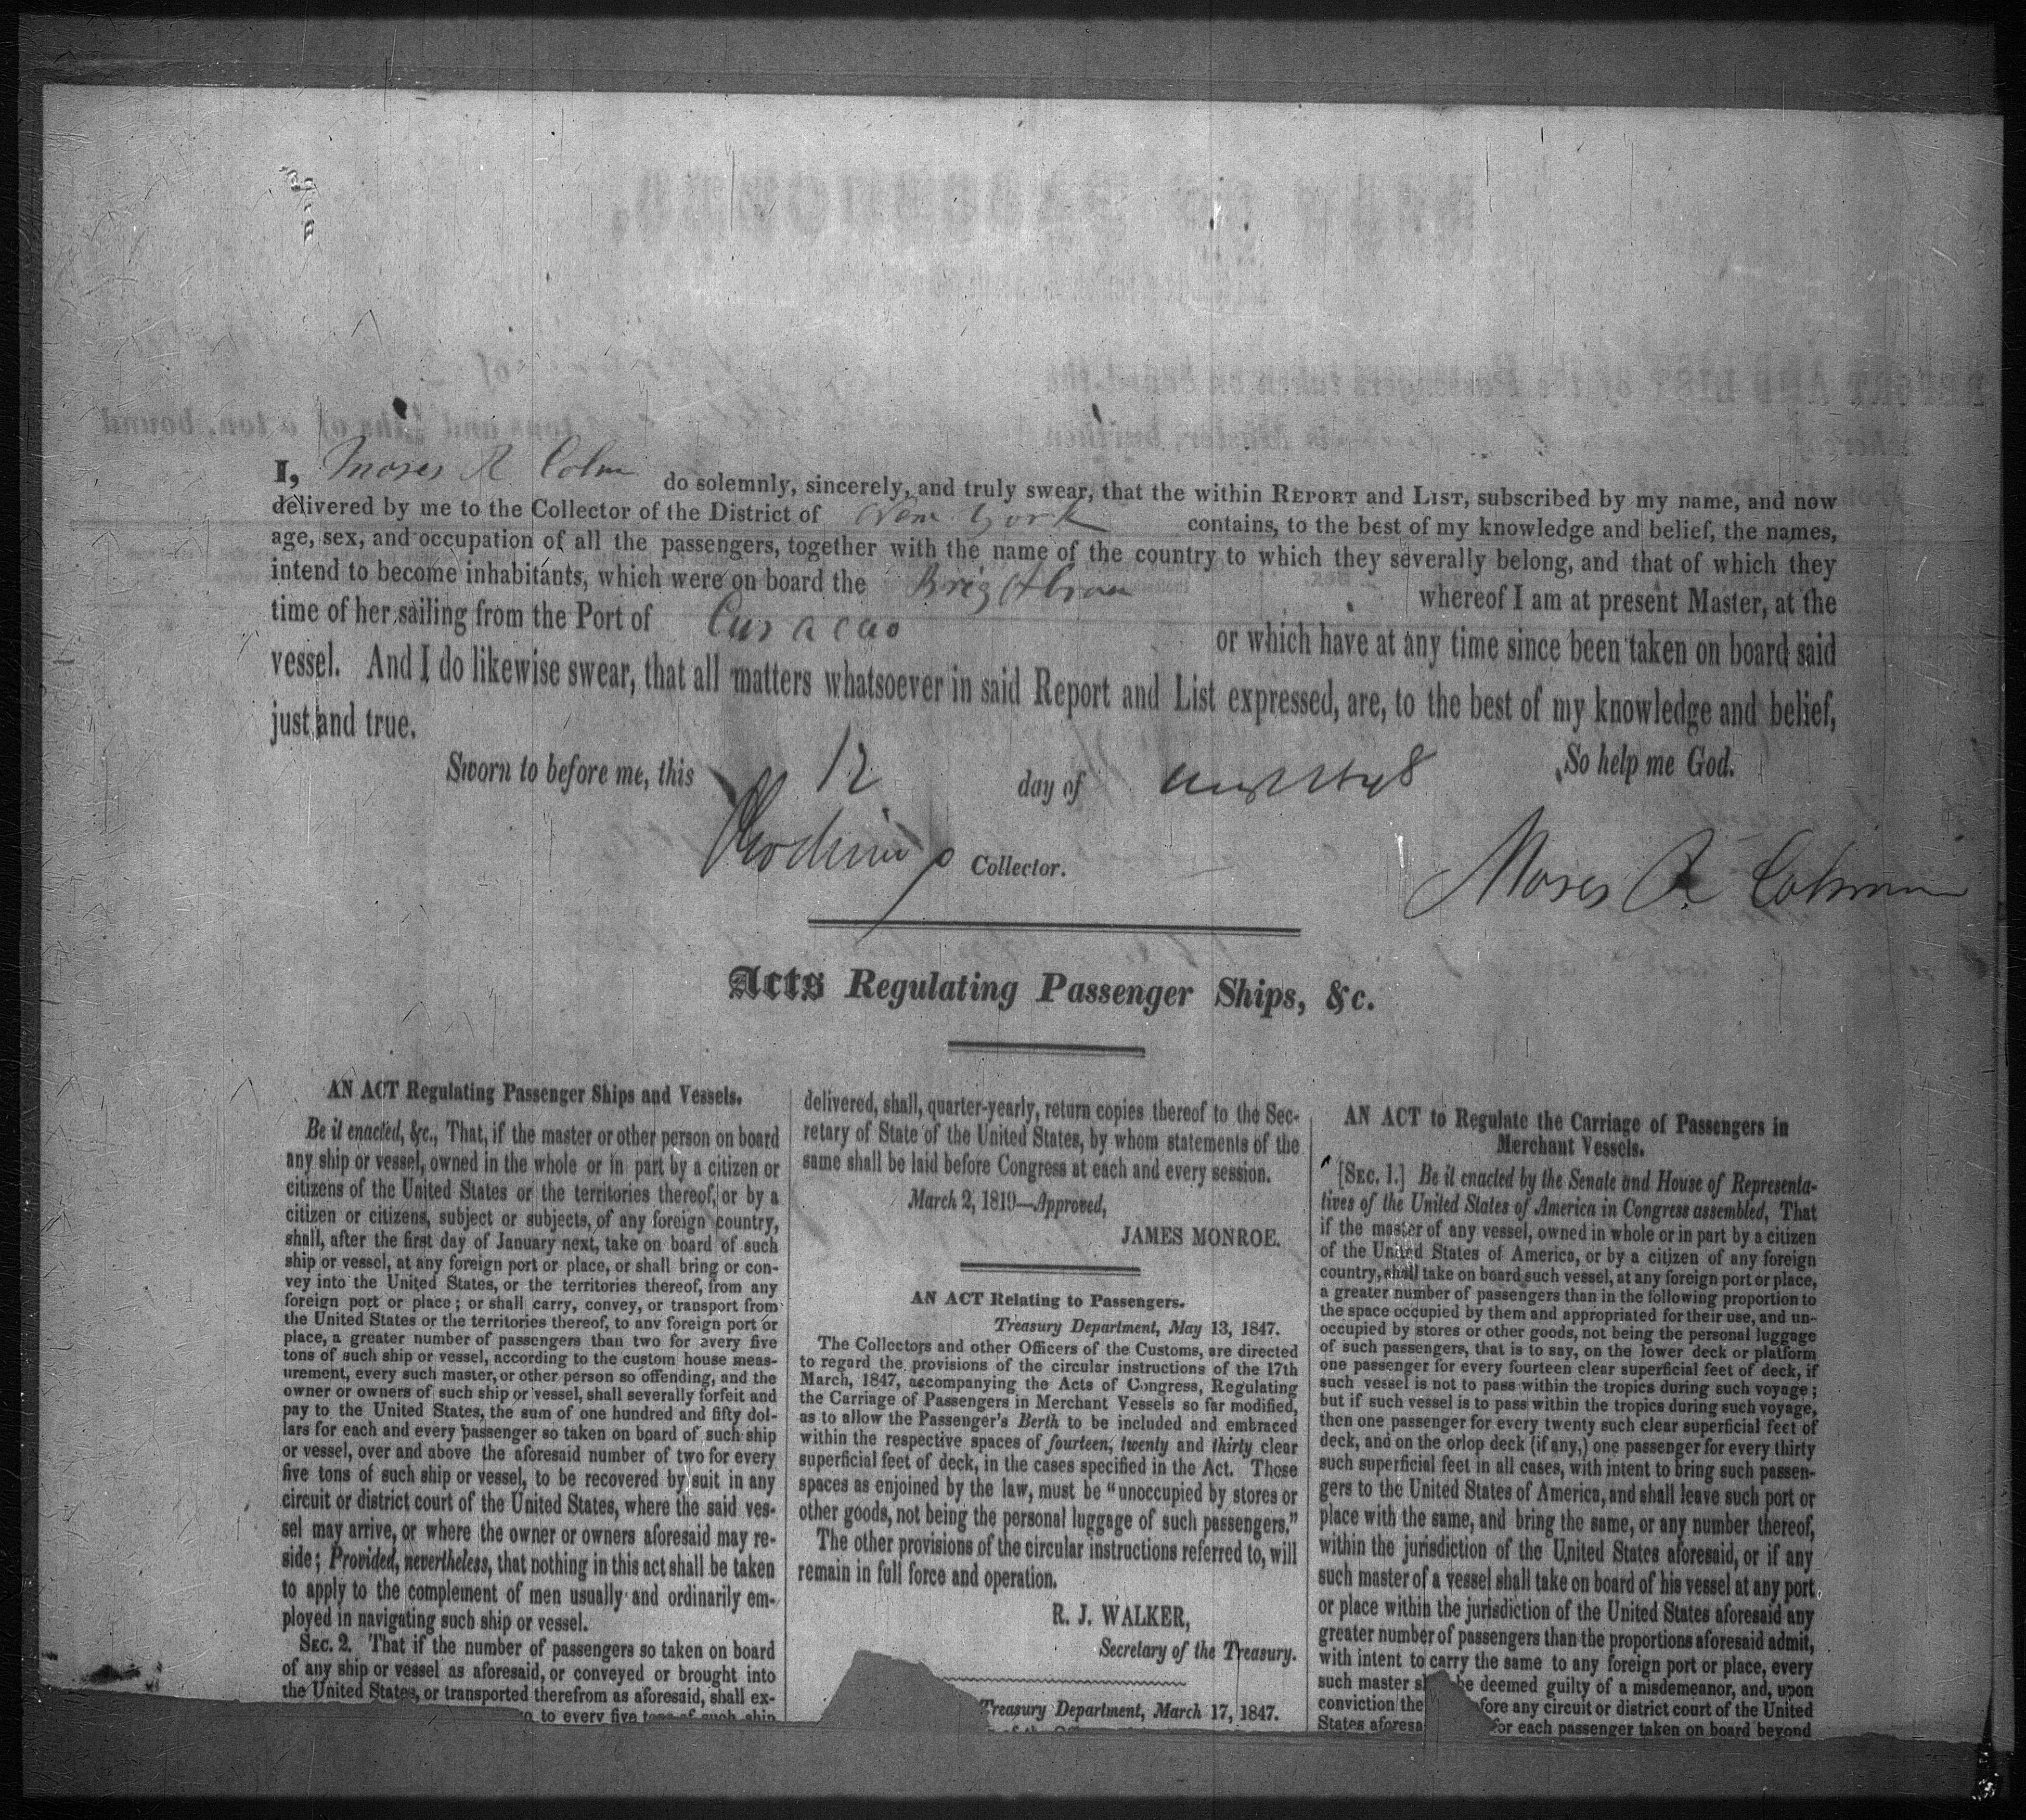 I, Moses R Colm do solemnly, sincerely, and truly swear, that the within REPORT and LIST, subscribed by my name, and now
delivered by me to the Collector of the District of New York contains, to the best of my knowledge and belief, the names,
age, sex, and occupation of all the passengers, together with the name of the country to which they severally belong, and that of which they
intend to become inhabitants, which were on board the Brig whereof I am at present Master, at the
time of her sailing from the Port of Curacao or which have at any time since been taken on board said
vessel. And I do likewise swear, that all matters whatsoever in said Report and List expressed, are, to the best of my knowledge and belief,
just and true.
So help me God.
Sworn to before me, this 12 day of
Collector.
Moses R Colman
Acts Regulating Passenger Ships, &c.
AN ACT Regulating Passenger Ships and Vessels.
Be it enacted, &c., That, if the master or other person on board
any ship or vessel, owned in the whole or in part by a citizen or
citizens of the United States or the territories thereof, or by a
citizen or citizens, subject or subjects, of any foreign country,
shall, after the first day of January next, take on board of such
ship or vessel, at any foreign port or place, or shall bring or con-
vey into the United States, or the territories thereof, from any
foreign port or place; or shall carry, convey, or transport from
the United States or the territories thereof, to any foreign port or
place, a greater number of passengers than two for every five
tons of such ship or vessel, according to the custom house meas-
urement, every such master, or other person so offending, and the
owner or owners of such ship or vessel, shall severally forfeit and
pay to the United States, the sum of one hundred and fifty dol-
lars for each and every passenger so taken on board of such ship
or vessel, over and above the aforesaid number of two for every
five tons of such ship or vessel, to be recovered by suit in any
circuit or district court of the United States, where the said ves-
sel may arrive, or where the owner or owners aforesaid may re-
side; Provided, nevertheless, that nothing in this act shall be taken
to apply to the complement of men usually and ordinarily em-
ployed in navigating such ship or vessel.
SEC. 2. That if the number of passengers so taken on board
of any ship or vessel as aforesaid, or conveyed or brought into
the United States, or transported therefrom as aforesaid, shall ex-
to every five tons of such ship
delivered, shall, quarter-yearly, return copies thereof to the Sec-
retary of State of the United States, by whom statements of the
same shall be laid before Congress at each and every session.
March 2, 1819—Approved,
JAMES MONROE.
AN ACT Relating to Passengers.
Treasury Department, May 13, 1847.
The Collectors and other Officers of the Customs, are directed
to regard the provisions of the circular instructions of the 17th
March, 1847, accompanying the Acts of Congress, Regulating
the Carriage of Passengers in Merchant Vessels so far modified,
as to allow the Passenger's Berth to be included and embraced
within the respective spaces of fourteen, twenty and thirty clear
superficial feet of deck, in the cases specified in the Act. These
spaces as enjoined by the law, must be "unoccupied by stores or
other goods, not being the personal luggage of such passengers."
The other provisions of the circular instructions referred to, will
remain in full force and operation.
R. J. WALKER,
Secretary of the Treasury.
Treasury Department, March 17, 1847.
AN ACT to Regulate the Carriage of Passengers in
Merchant Vessels.
[SEC. 1.] Be it enacted by the Senate and House of Representa-
tives of the United States of America in Congress assembled, That
if the master of any vessel, owned in whole or in part by a citizen
of the United States of America, or by a citizen of any foreign
country, shall take on board such vessel, at any foreign port or place,
a greater number of passengers than in the following proportion to
the space occupied by them and appropriated for their use, and un-
occupied by stores or other goods, not being the personal luggage
of such passengers, that is to say, on the lower deck or platform
one passenger for every fourteen clear superficial feet of deck, if
such vessel is not to pass within the tropics during such voyage;
but if such vessel is to pass within the tropics during such voyage,
then one passenger for every twenty such clear superficial feet of
deck, and on the orlop deck (if any,) one passenger for every thirty
such superficial feet in all cases, with intent to bring such passen-
gers to the United States of America, and shall leave such port or
place with the same, and bring the same, or any number thereof,
within the jurisdiction of the United States aforesaid, or if any
such master of a vessel shall take on board of his vessel at any port
or place within the jurisdiction of the United States aforesaid any
greater number of passengers than the proportions aforesaid admit,
with intent to carry the same to any foreign port or place, every
such master be deemed guilty of a misdemeanor, and, upon
conviction the fore any circuit or district court of the United
States aforesa for each passenger taken on board beyond